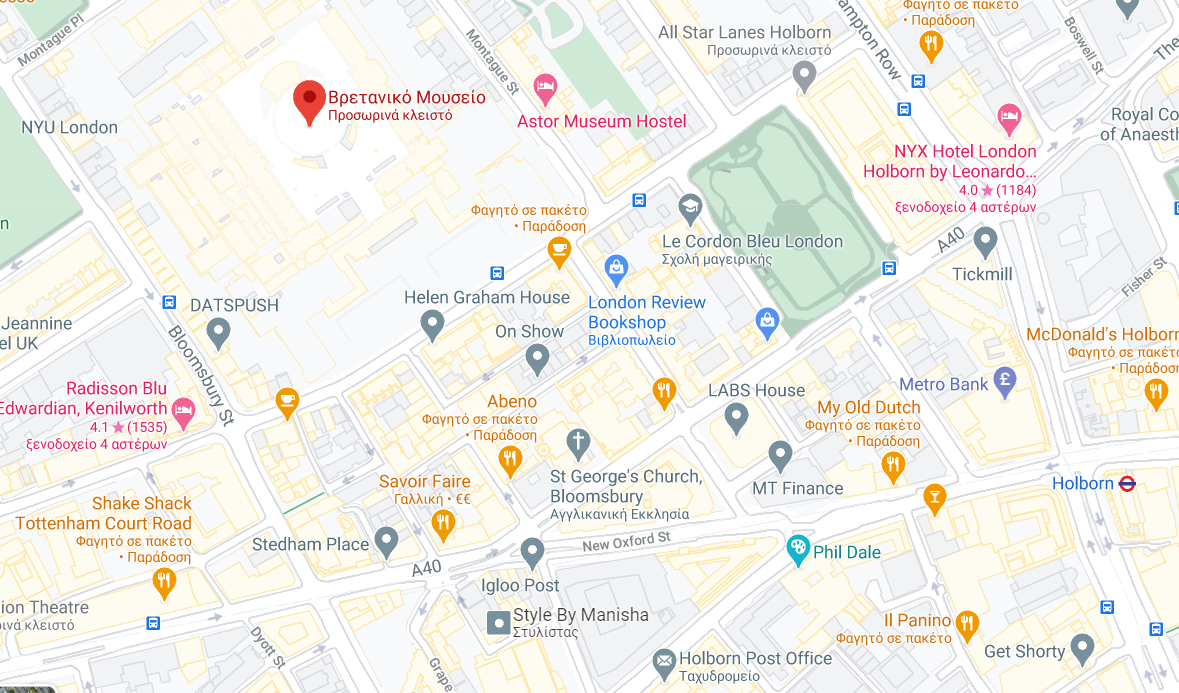 Montague Pl
Φαγητό σε πακέτο
• Παράδοση
All Star Lanes Holborn
Προσωρινά κλειστό
Montague St
Boswell St
Βρετανικό Μουσείο
Προσωρινά κλειστό
NYU London
Astor Museum Hostel
Royal Co
of Anaesth
NYX Hotel London
Holborn by Leonardo...
4.0 ★ (1184)
ξενοδοχείο 4 αστέρων
Φαγητό σε πακέτο
• Παράδοση
Le Cordon Bleu London
Σχολή μαγειρικής
A40
Tickmill
Fisher St
DATSPUSH
Helen Graham House
London Review
Bookshop
Βιβλιοπωλείο
On Show
Jeannine
el UK
Bloomsbury St
McDonald's Holborn
Φαγητό σε πακέτο
• Παράδοση
Radisson Blu
Edwardian, Kenilworth
4.1 ★ (1535)
ξενοδοχείο 4 αστέρων
LABS House
Metro Bank
Abeno
Φαγητό σε πακέτο
• Παράδοση
My Old Dutch
Φαγητό σε πακέτο
• Παράδοση
St George's Church,
Bloomsbury
Αγγλικανική Εκκλησία
Savoir Faire
Γαλλική • €€
MT Finance
Holborn
Shake Shack
Tottenham Court Road
Φαγητό σε πακέτο
• Παράδοση
Stedham Place
New Oxford St
Phil Dale
A40
Igloo Post
ion Theatre
ρινά κλειστό
Style By Manisha
Στυλίστας
Il Panino
Φαγητό σε πακέτο
Dyott St
Grape
Holborn Post Office
Ταχυδρομείο
Get Shorty